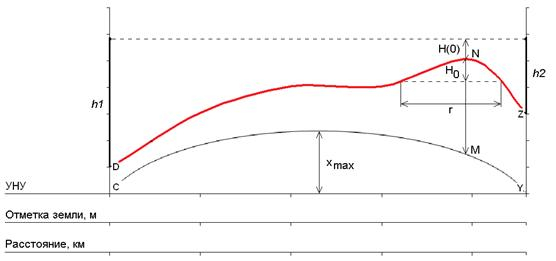 H(0)
N
H0
h1
h2
r
Z
D
M
xmax
C
Y
УНУ
Отметка земли, м
Расстояние, км